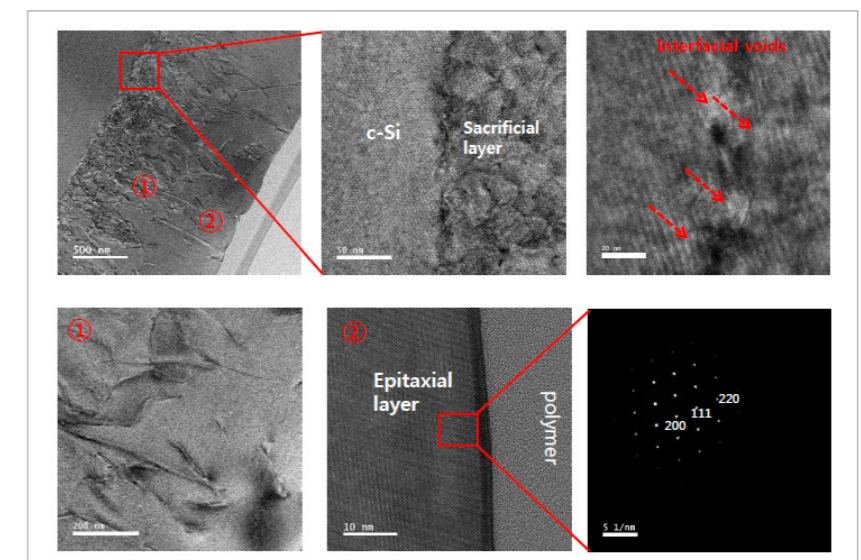 ①
②
500 nm
c-Si
Sacrificial
layer
50 nm
Interfacial voids
20 nm
①
200 nm
②
Epitaxial
layer
polymer
10 nm
220
111
200
5 1/nm